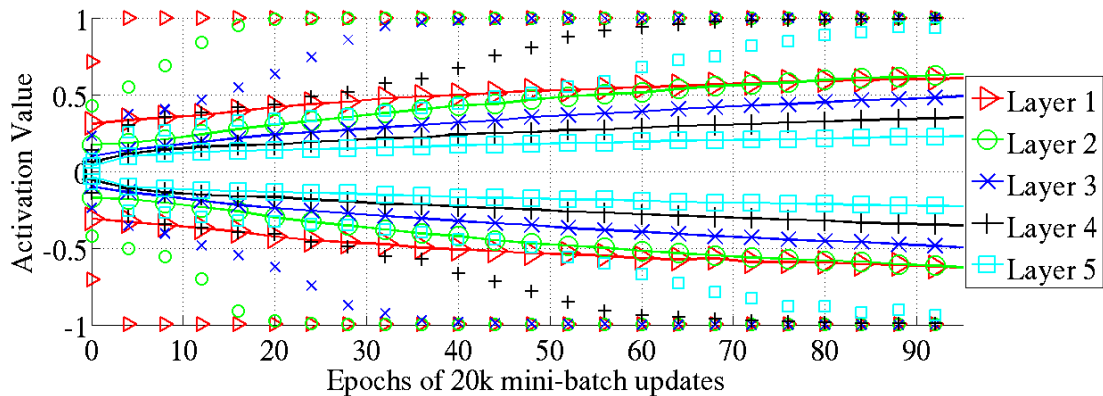 1
0.5
0
-0.5
-1
Activation Value
0 10 20 30 40 50 60 70 80 90
Epochs of 20k mini-batch updates
Layer 1
Layer 2
Layer 3
Layer 4
Layer 5